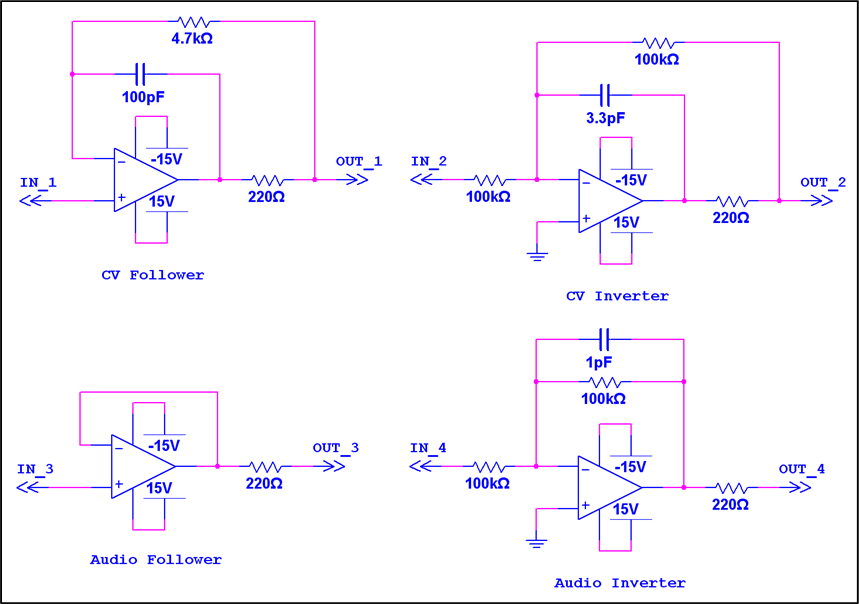 4.7kΩ
100pF
-15V
15V
IN_1
OUT_1
220Ω
CV Follower
100kΩ
3.3pF
-15V
15V
IN_2
100kΩ
OUT_2
220Ω
CV Inverter
-15V
15V
IN_3
OUT_3
220Ω
Audio Follower
1pF
100kΩ
-15V
15V
IN_4
100kΩ
OUT_4
220Ω
Audio Inverter